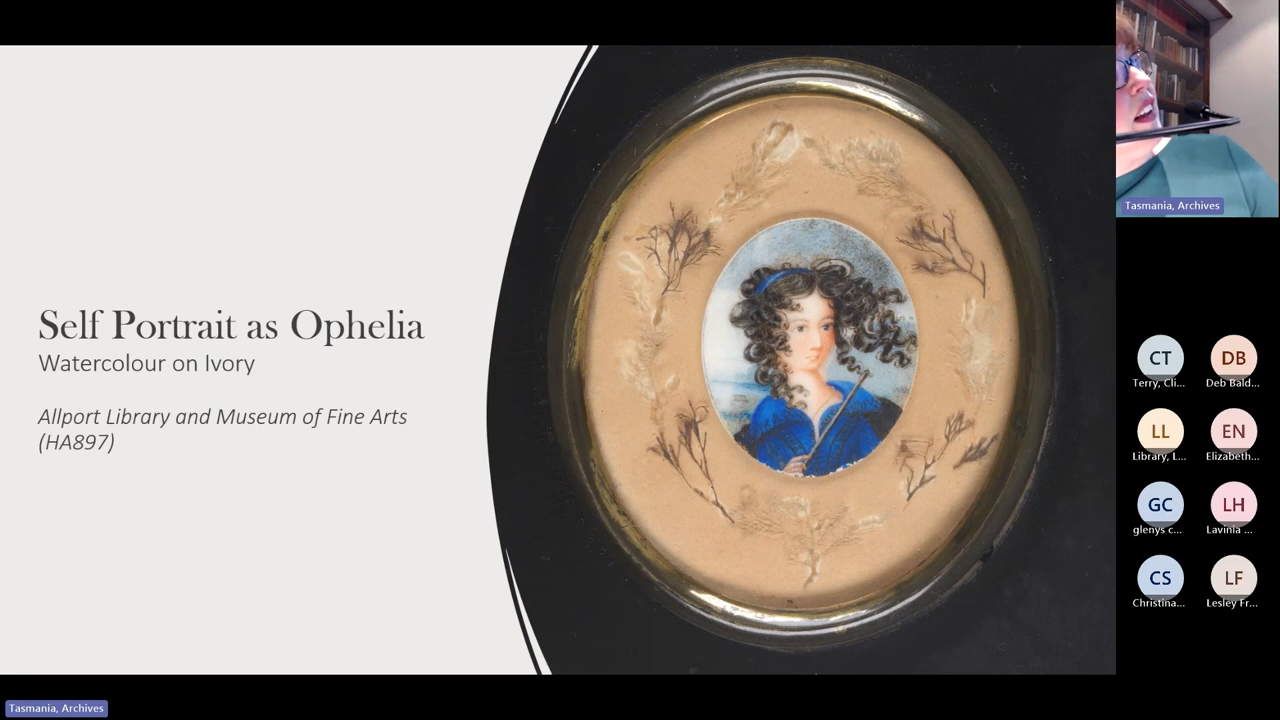 Self Portrait as Ophelia
Watercolour on Ivory
Allport Library and Museum of Fine Arts
(HA897)
Tasmania, Archives
CT
DB
Terry, Cli...
Deb Bald...
LL
EN
Library, L...
Elizabeth...
GC
LH
glenys c...
Lavinia ...
CS
LF
Christina...
Lesley Fr...
Tasmania, Archives